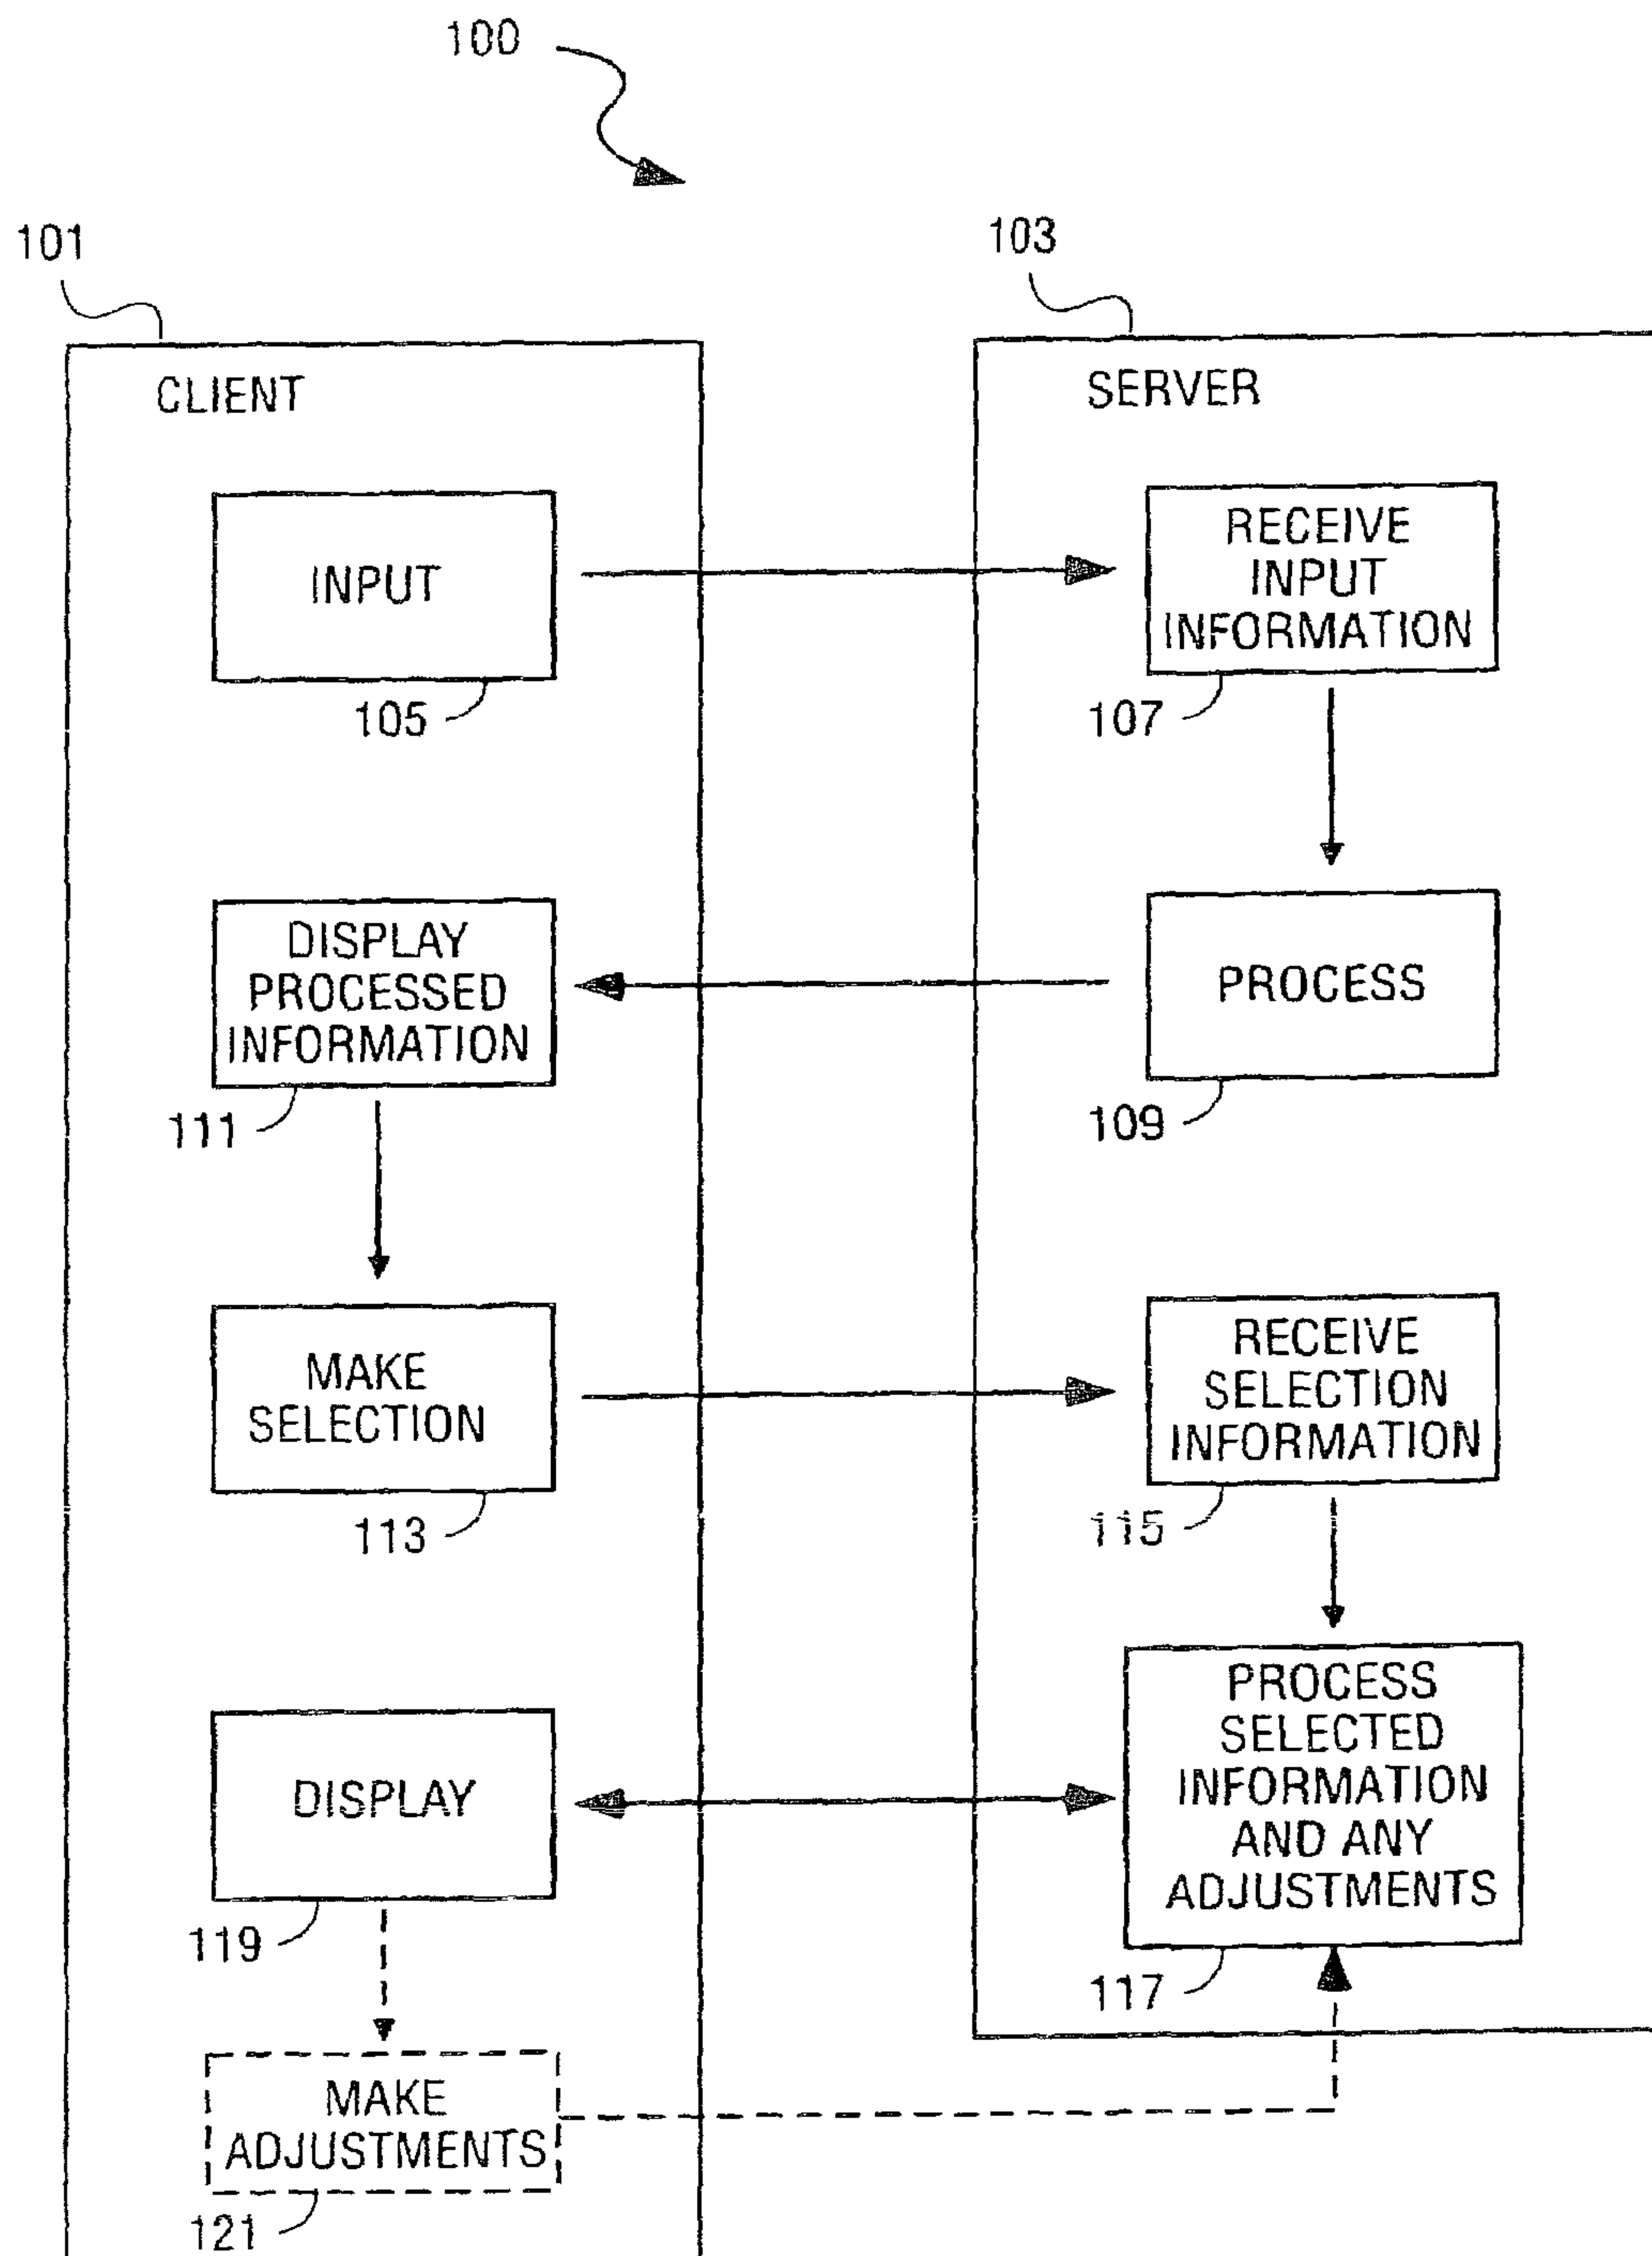 100
101
103
CLIENT
SERVER
INPUT
105
RECEIVE
INPUT
INFORMATION
107
DISPLAY
PROCESSED
INFORMATION
111
PROCESS
109
MAKE
SELECTION
113
RECEIVE
SELECTION
INFORMATION
115
DISPLAY
119
PROCESS
SELECTED
INFORMATION
AND ANY
ADJUSTMENTS
117
MAKE
ADJUSTMENTS
121